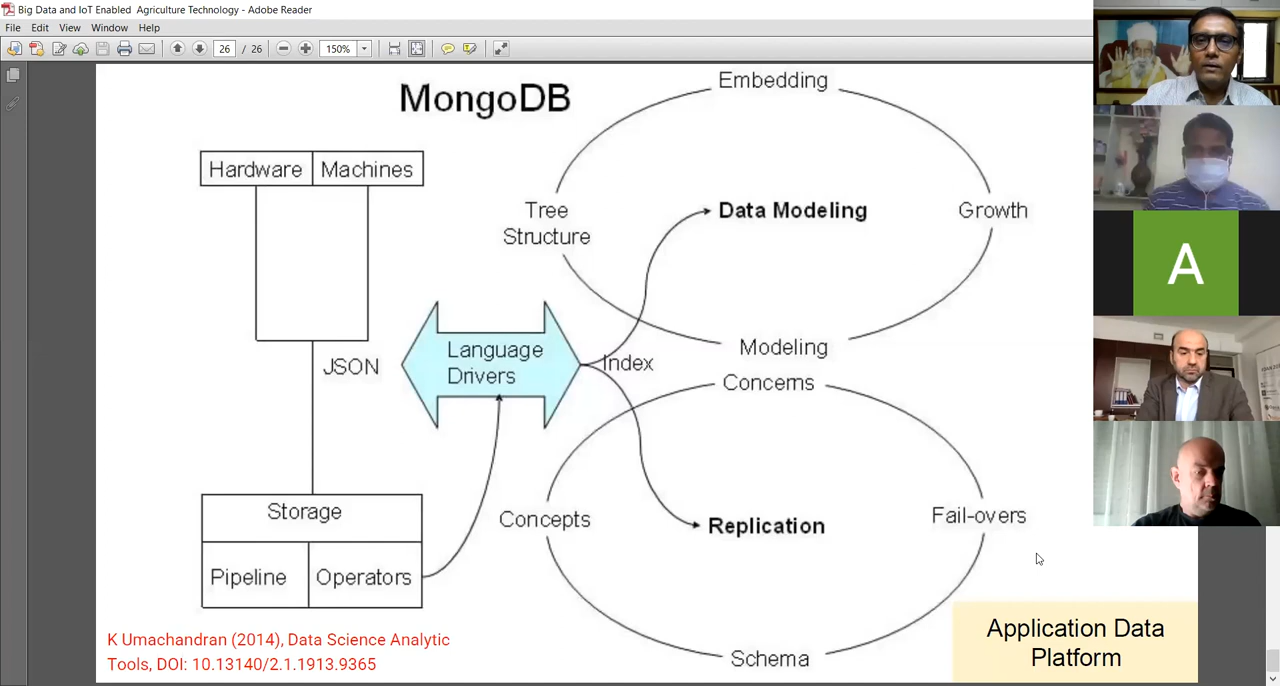 Big Data and IoT Enabled  Agriculture Technology - Adobe Reader
File Edit View Window Help
26 / 26 150%
MongoDB
Embedding
Hardware Machines
Tree
Structure
Data Modeling
Growth
JSON
Language
Drivers
Index
Modeling
Concerns
Storage
Pipeline Operators
Concepts
Replication
Fail-overs
Schema
K Umachandran (2014), Data Science Analytic
Tools, DOI: 10.13140/2.1.1913.9365
Application Data
Platform
A